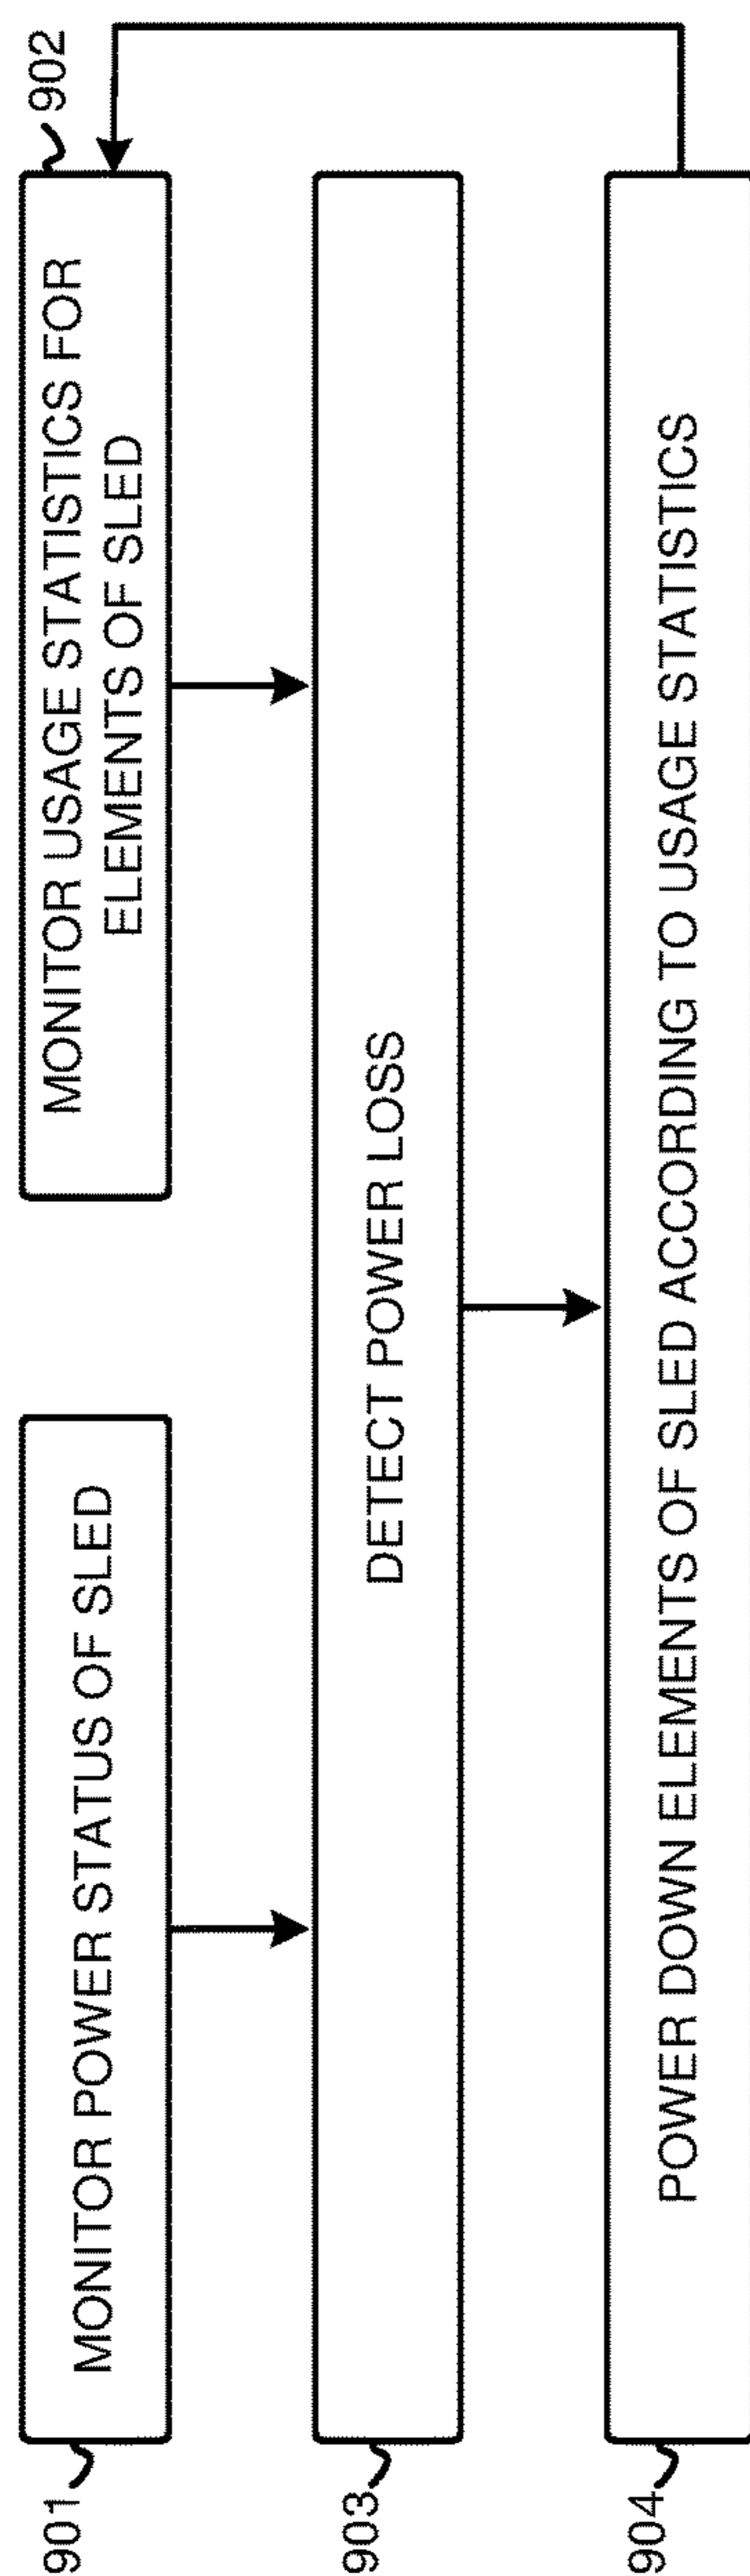 901
MONITOR POWER STATUS OF SLED
902
MONITOR USAGE STATISTICS FOR
ELEMENTS OF SLED
903
DETECT POWER LOSS
904
POWER DOWN ELEMENTS OF SLED ACCORDING TO USAGE STATISTICS